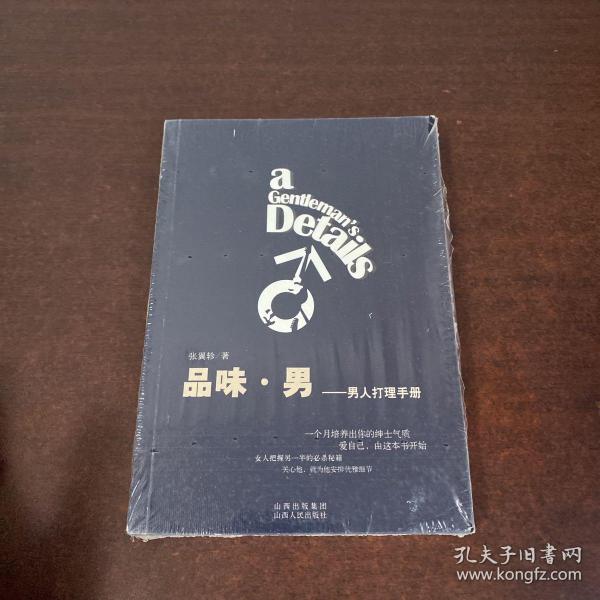 a
Gentleman's
Details
张翼轸/著
品味·男
——男人打理手册
一个月培养出你的绅士气质
爱自己，由这本书开始
女人把握另一半的必杀秘籍
关心他，就为他安排优雅细节
山西出版集团
山西人民出版社
孔夫子旧书网
www.kongfz.com